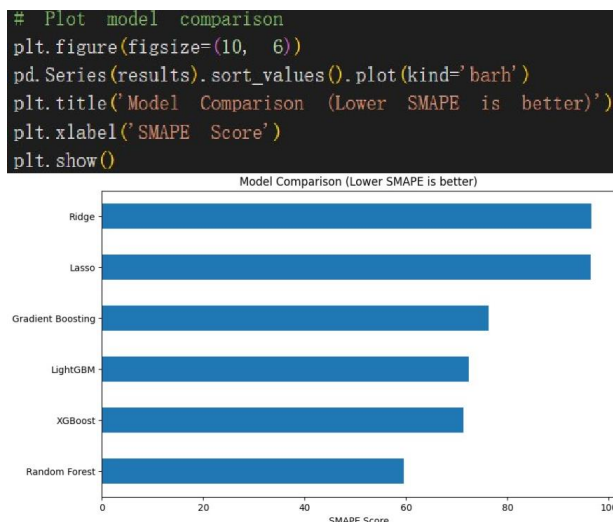 # Plot model comparison
plt.figure(figsize=(10, 6))
pd.Series(results).sort_values().plot(kind='barh')
plt.title('Model Comparison (Lower SMAPE is better)')
plt.xlabel('SMAPE Score')
plt.show()
Model Comparison (Lower SMAPE is better)
Ridge
Lasso
Gradient Boosting
LightGBM
XGBoost
Random Forest
0 20 40 60 80
SMAPE Score